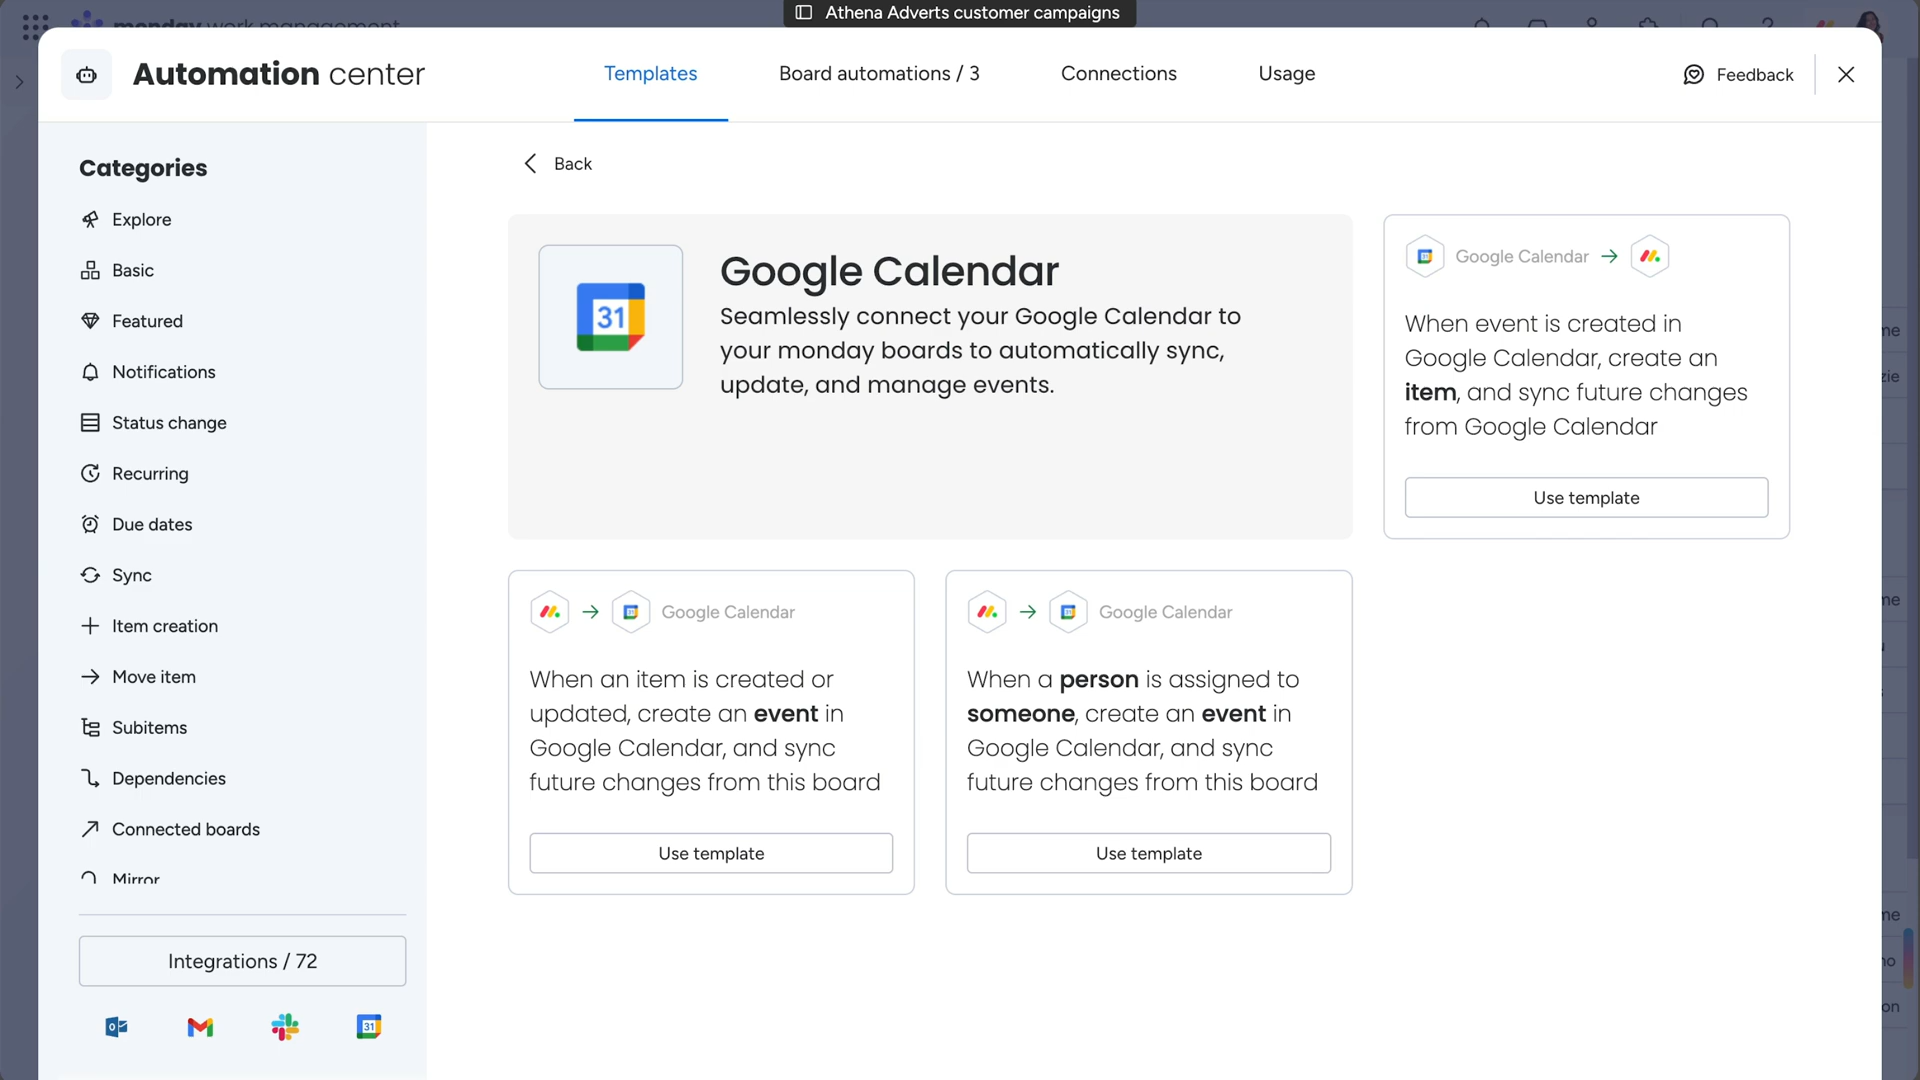 Athena Adverts customer campaigns
monday work management
Automation center
Templates
Board automations / 3
Connections
Usage
Feedback
Categories
Explore
Basic
Featured
Notifications
Status change
Recurring
Due dates
Sync
Item creation
Move item
Subitems
Dependencies
Connected boards
Mirror
Integrations / 72
Back
31
Google Calendar
Seamlessly connect your Google Calendar to
your monday boards to automatically sync,
update, and manage events.
Google Calendar
When event is created in
Google Calendar, create an
item, and sync future changes
from Google Calendar
Use template
Google Calendar
When an item is created or
updated, create an event in
Google Calendar, and sync
future changes from this board
Use template
Google Calendar
When a person is assigned to
someone, create an event in
Google Calendar, and sync
future changes from this board
Use template
31